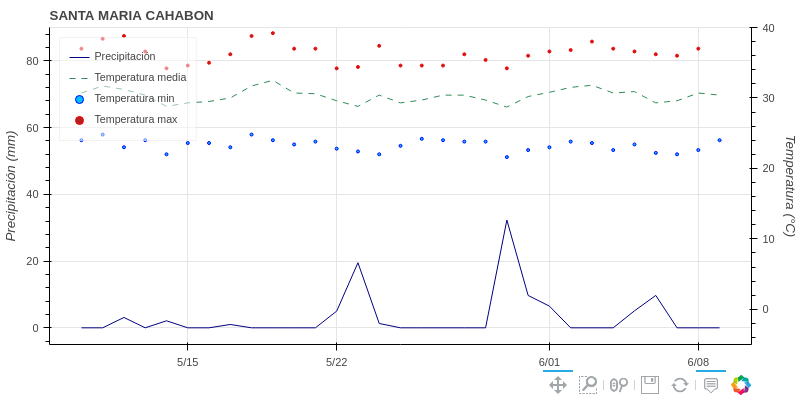 SANTA MARIA CAHABON
Precipitación
Temperatura media
Temperatura min
Temperatura max
Precipitación (mm)
80
60
40
20
0
Temperatura (°C)
40
30
20
10
0
5/15
5/22
6/01
6/08